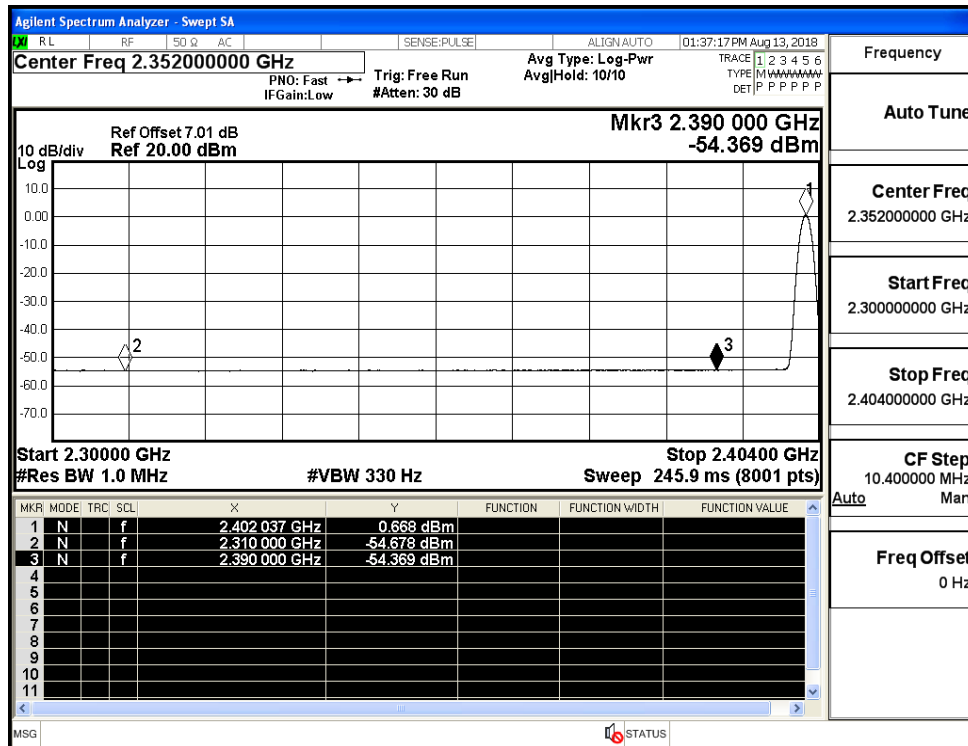 Agilent Spectrum Analyzer - Swept SA
LXI RL RF 50 Ω AC SENSE:PULSE ALIGN AUTO 01:37:17 PM Aug 13, 2018
Center Freq 2.352000000 GHz
PNO: Fast
IFGain:Low
Trig: Free Run
#Atten: 30 dB
Avg Type: Log-Pwr
Avg|Hold: 10/10
TRACE 1 2 3 4 5 6
TYPE M W W W W W
DET P P P P P P
Ref Offset 7.01 dB
10 dB/div Ref 20.00 dBm
Log
Mkr3 2.390 000 GHz
-54.369 dBm
10.0
0.00
-10.0
-20.0
-30.0
-40.0
-50.0
-60.0
-70.0
1
2
3
Start 2.30000 GHz Stop 2.40400 GHz
#Res BW 1.0 MHz #VBW 330 Hz Sweep 245.9 ms (8001 pts)
MKR MODE TRC SCL X Y FUNCTION FUNCTION WIDTH FUNCTION VALUE
1 N f 2.402 037 GHz 0.668 dBm
2 N f 2.310 000 GHz -54.678 dBm
3 N f 2.390 000 GHz -54.369 dBm
4
5
6
7
8
9
10
11
MSG STATUS
Frequency
Auto Tune
Center Freq
2.352000000 GHz
Start Freq
2.300000000 GHz
Stop Freq
2.404000000 GHz
CF Step
10.400000 MHz
Auto Man
Freq Offset
0 Hz